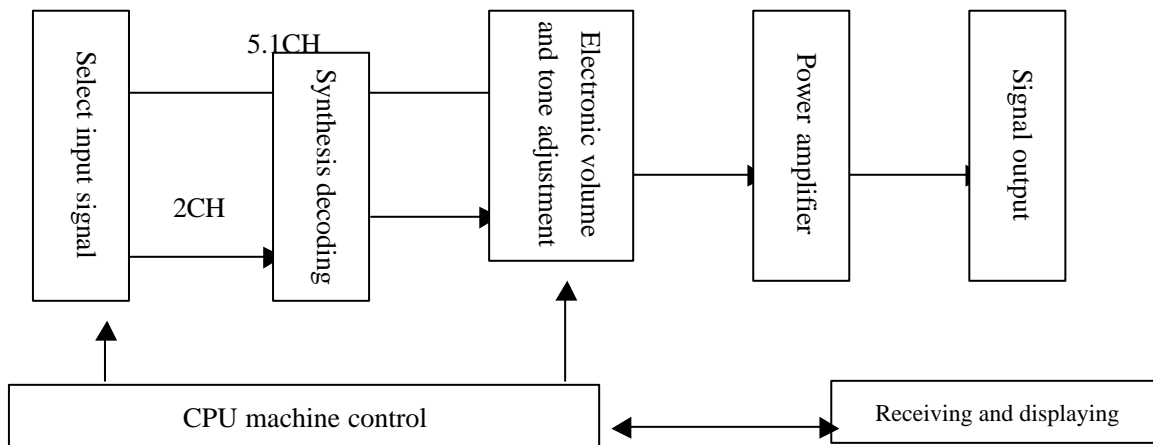 Select input signal
5.1CH
2CH
Synthesis decoding
Electronic volume
and tone adjustment
Power amplifier
Signal output
CPU machine control
Receiving and displaying